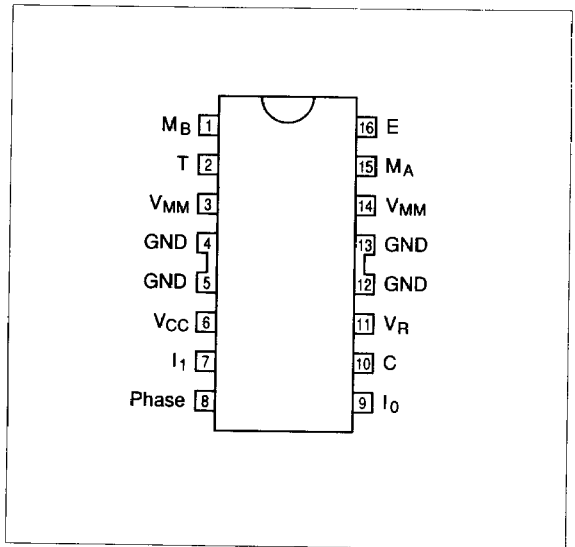 M_B 1 16 E
T 2 15 M_A
V_MM 3 14 V_MM
GND 4 13 GND
GND 5 12 GND
V_CC 6 11 V_R
I_1 7 10 C
Phase 8 9 I_0